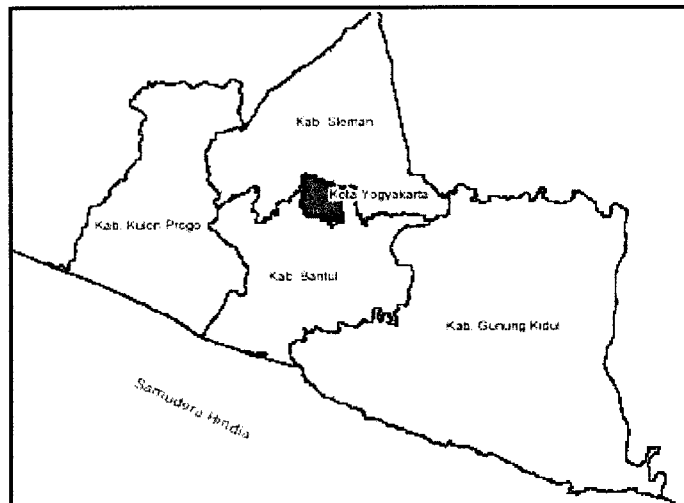 Kab. Sleman
Kota Yogyakarta
Kab. Kulon Progo
Kab. Bantul
Kab. Gunung Kidul
Samudera Hindia